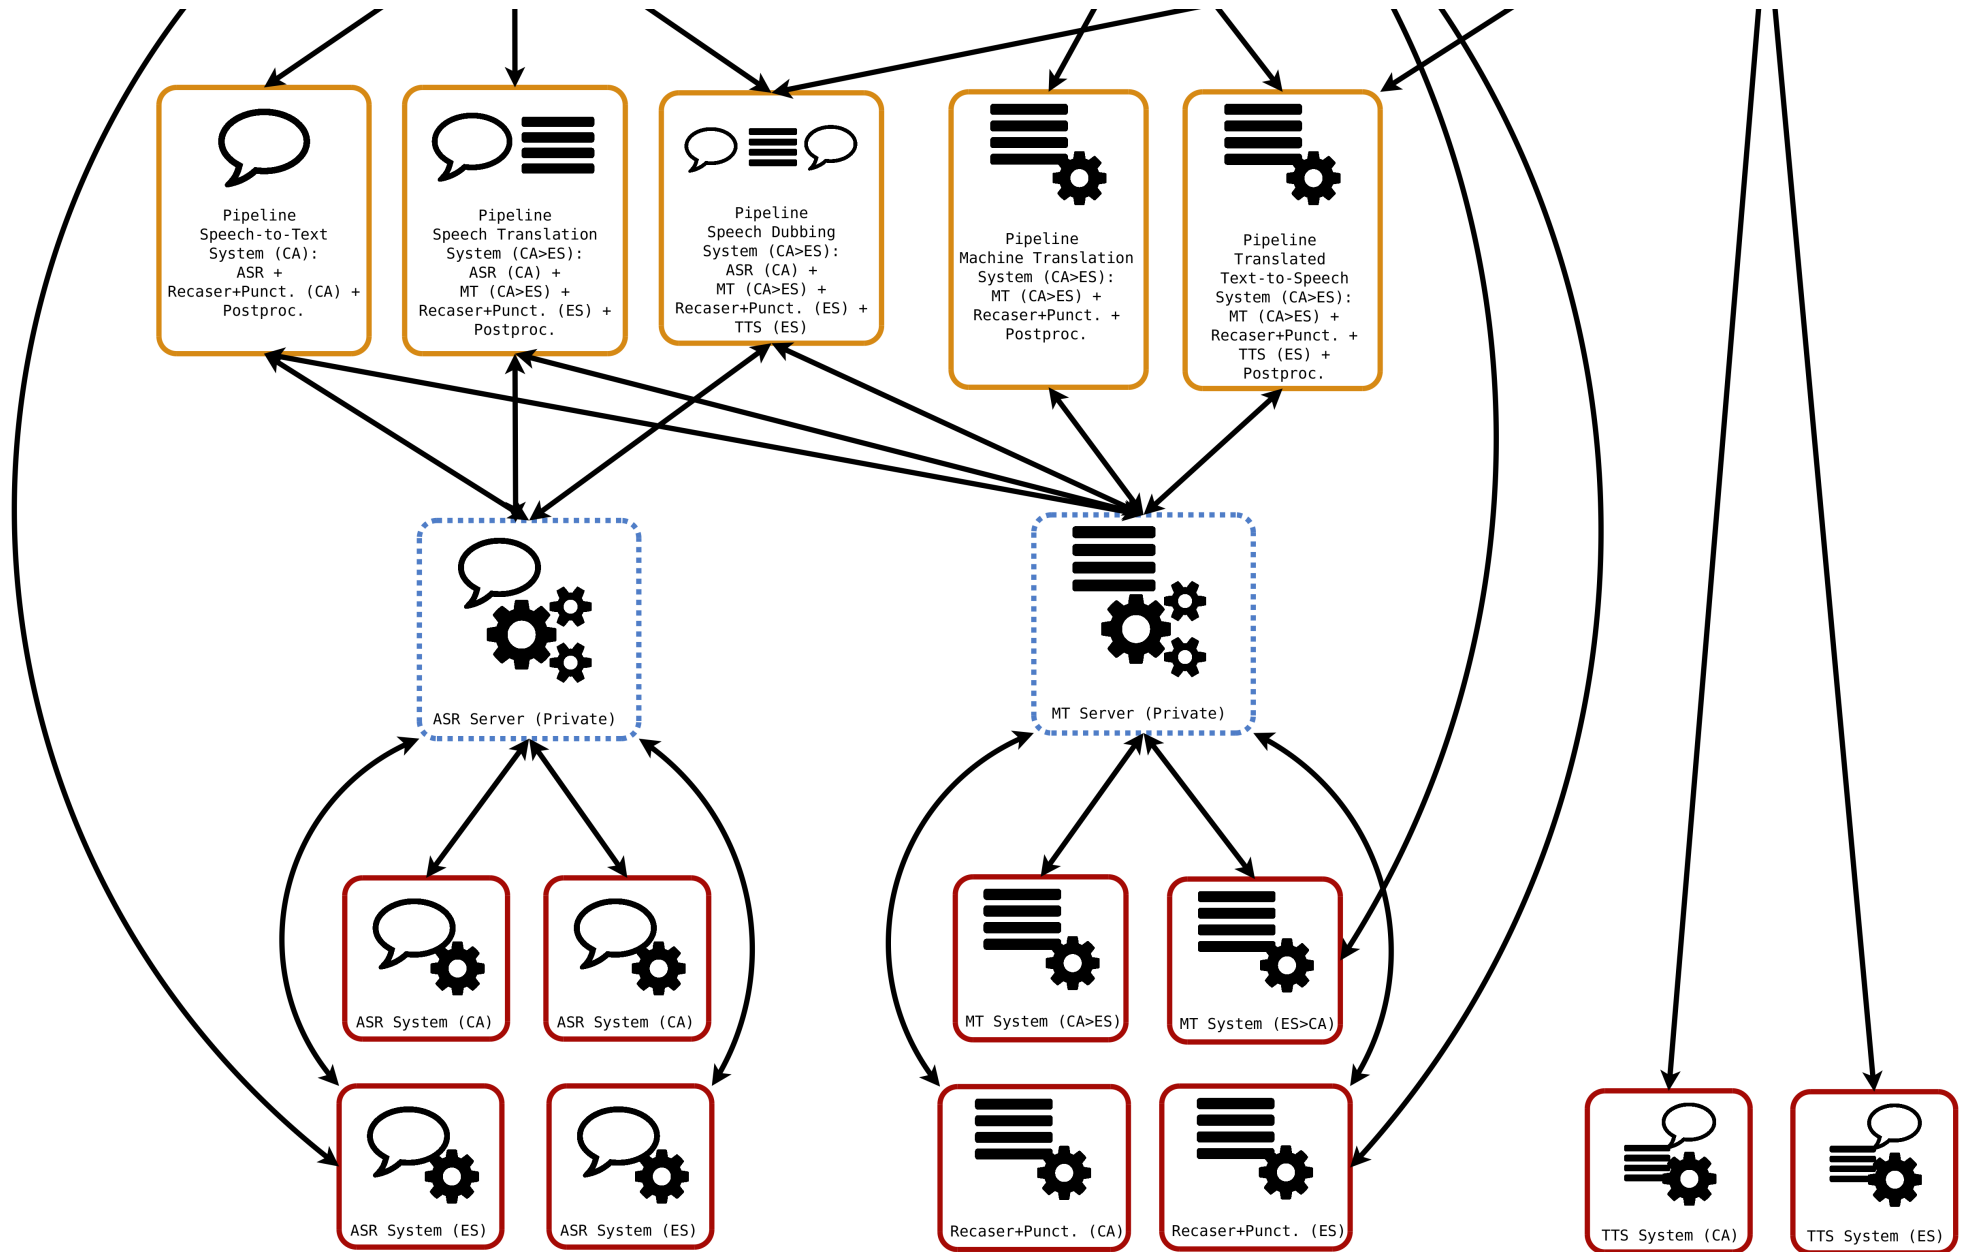 Pipeline
Speech-to-Text
System (CA):
ASR +
Recaser+Punct. (CA) +
Postproc.
Pipeline
Speech Translation
System (CA>ES):
ASR (CA) +
MT (CA>ES) +
Recaser+Punct. (ES) +
Postproc.
Pipeline
Speech Dubbing
System (CA>ES):
ASR (CA) +
MT (CA>ES) +
Recaser+Punct. (ES) +
TTS (ES)
Pipeline
Machine Translation
System (CA>ES):
MT (CA>ES) +
Recaser+Punct. +
Postproc.
Pipeline
Translated
Text-to-Speech
System (CA>ES):
MT (CA>ES) +
Recaser+Punct. +
TTS (ES) +
Postproc.
ASR Server (Private)
MT Server (Private)
ASR System (CA)
ASR System (CA)
MT System (CA>ES)
MT System (ES>CA)
ASR System (ES)
ASR System (ES)
Recaser+Punct. (CA)
Recaser+Punct. (ES)
TTS System (CA)
TTS System (ES)